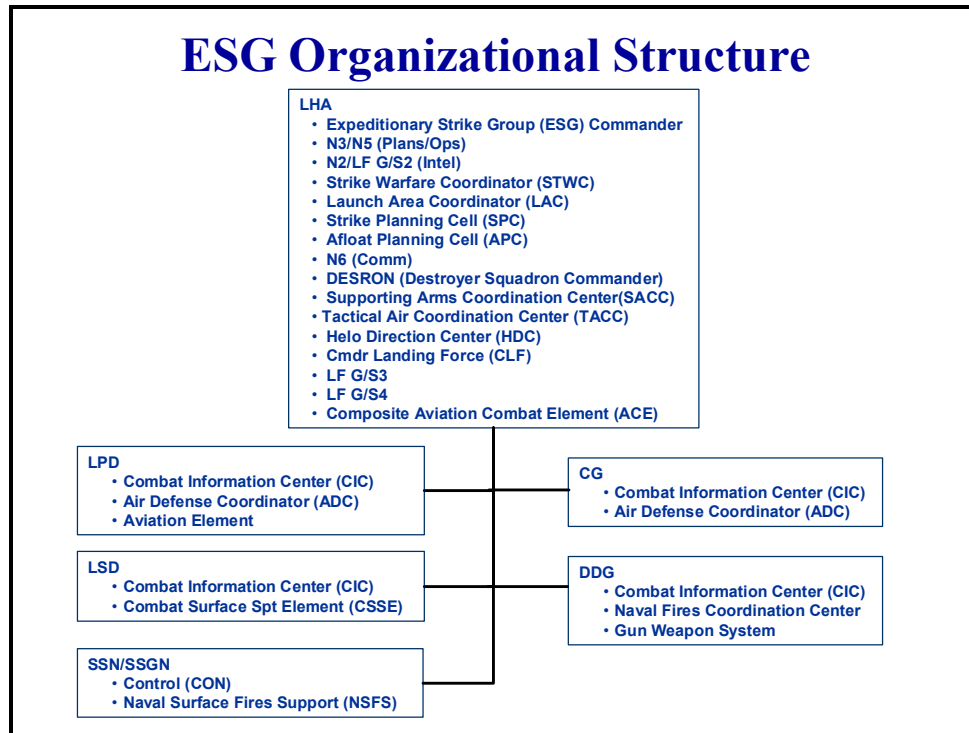 ESG Organizational Structure
LHA
• Expeditionary Strike Group (ESG) Commander
• N3/N5 (Plans/Ops)
• N2/LF G/S2 (Intel)
• Strike Warfare Coordinator (STWC)
• Launch Area Coordinator (LAC)
• Strike Planning Cell (SPC)
• Afloat Planning Cell (APC)
• N6 (Comm)
• DESRON (Destroyer Squadron Commander)
• Supporting Arms Coordination Center(SACC)
• Tactical Air Coordination Center (TACC)
• Helo Direction Center (HDC)
• Cmdr Landing Force (CLF)
• LF G/S3
• LF G/S4
• Composite Aviation Combat Element (ACE)
LPD
• Combat Information Center (CIC)
• Air Defense Coordinator (ADC)
• Aviation Element
CG
• Combat Information Center (CIC)
• Air Defense Coordinator (ADC)
LSD
• Combat Information Center (CIC)
• Combat Surface Spt Element (CSSE)
DDG
• Combat Information Center (CIC)
• Naval Fires Coordination Center
• Gun Weapon System
SSN/SSGN
• Control (CON)
• Naval Surface Fires Support (NSFS)